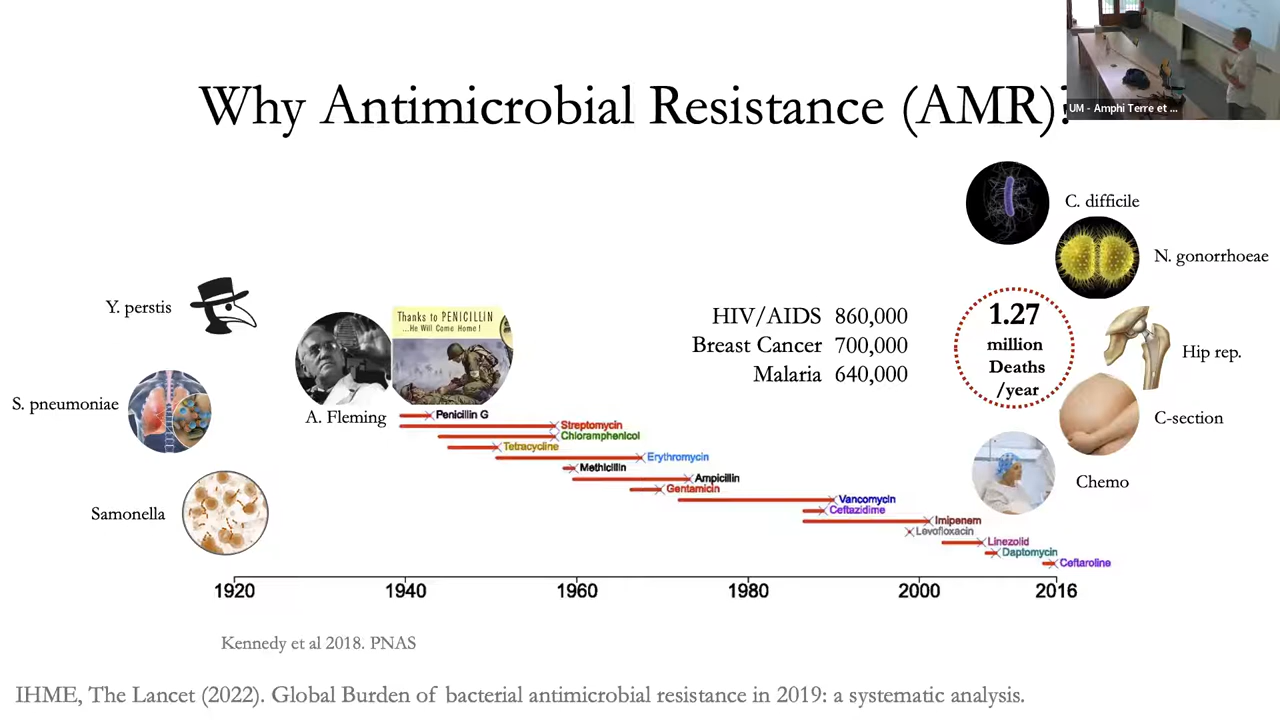 Why Antimicrobial Resistance (AMR)?
UM - Amphi Terre et ...
C. difficile
N. gonorrhoeae
Y. perstis
Thanks to PENICILLIN
...He Will Come Home!
HIV/AIDS 860,000
Breast Cancer 700,000
Malaria 640,000
1.27
million
Deaths
/year
Hip rep.
S. pneumoniae
A. Fleming
C-section
Penicillin G
Streptomycin
Chloramphenicol
Tetracycline
Erythromycin
Methicillin
Ampicillin
Gentamicin
Chemo
Vancomycin
Ceftazidime
Samonella
Imipenem
Levofloxacin
Linezolid
Daptomycin
Ceftaroline
1920 1940 1960 1980 2000 2016
Kennedy et al 2018. PNAS
IHME, The Lancet (2022). Global Burden of bacterial antimicrobial resistance in 2019: a systematic analysis.